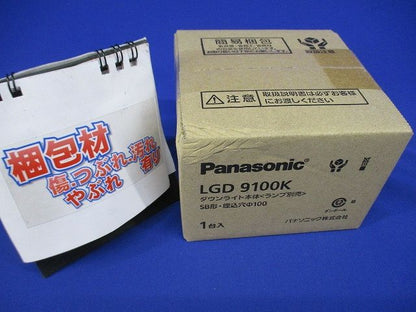 梱包材
傷.つぶれ.汚れ
やぶれ 有り
簡易梱包
⚠注意
取扱説明書は必ずお客様
にお渡しください
Panasonic
LGD 9100K
ダウンライト本体<ランプ別売>
SB形・埋込穴Φ100
1台入
パナソニック株式会社